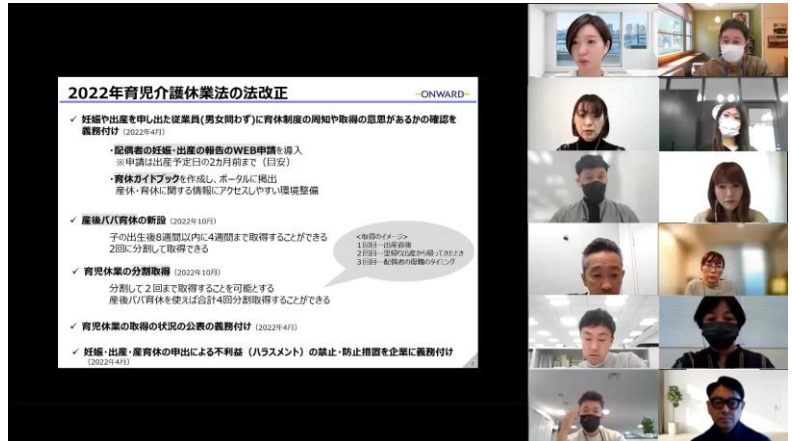 2022年育児介護休業法の法改正
-ONWARD-
✓ 妊娠や出産を申し出た従業員(男女問わず)に育休制度の周知や取得の意思があるかの確認を
義務付け (2022年4月)
・配偶者の妊娠・出産の報告のWEB申請を導入
※申請は出産予定日の2カ月前まで(目安)
・育休ガイドブックを作成し、ポータルに掲出
産休・育休に関する情報にアクセスしやすい環境整備
✓ 産後パパ育休の新設 (2022年10月)
子の出生後8週間以内に4週間まで取得することができる
2回に分割して取得できる
<取得のイメージ>
1回目…出産直後
2回目…里帰り出産から帰ってきたとき
3回目…配偶者の復職のタイミング
✓ 育児休業の分割取得 (2022年10月)
分割して2回まで取得することを可能とする
産後パパ育休を使えば合計4回分割取得することができる
✓ 育児休業の取得の状況の公表の義務付け (2022年4月)
✓ 妊娠・出産・産育休の申出による不利益(ハラスメント)の禁止・防止措置を企業に義務付け
(2022年4月)